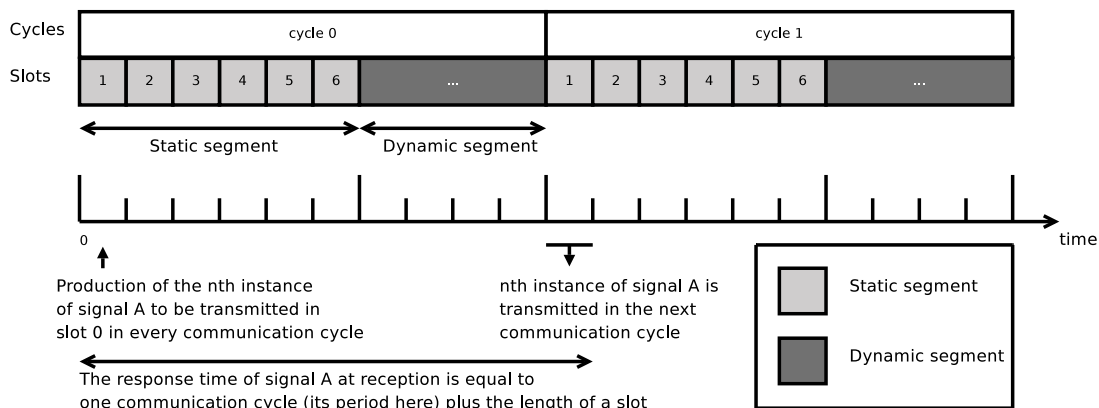 Cycles
cycle 0
cycle 1
Slots
1 2 3 4 5 6 ... 1 2 3 4 5 6 ...
Static segment
Dynamic segment
0
time
Production of the nth instance
of signal A to be transmitted in
slot 0 in every communication cycle
nth instance of signal A is
transmitted in the next
communication cycle
Static segment
Dynamic segment
The response time of signal A at reception is equal to
one communication cycle (its period here) plus the length of a slot